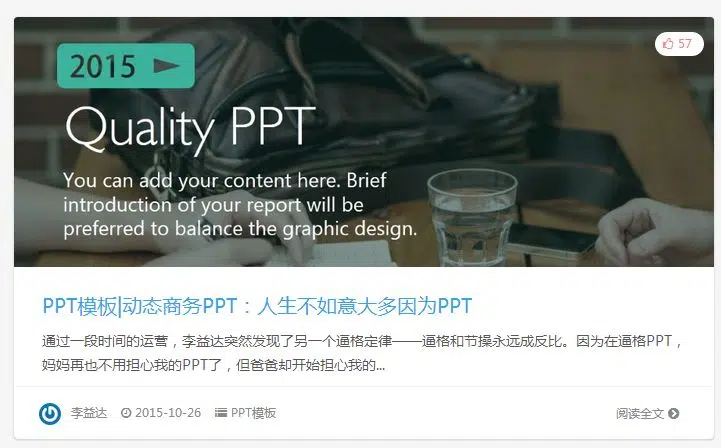 57
2015
Quality PPT
You can add your content here. Brief
introduction of your report will be
preferred to balance the graphic design.
PPT模板|动态商务PPT：人生不如意大多因为PPT
通过一段时间的运营，李益达突然发现了另一个逼格定律——逼格和节操永远成反比。因为在逼格PPT，
妈妈再也不用担心我的PPT了，但爸爸却开始担心我的...
李益达 2015-10-26 PPT模板 阅读全文